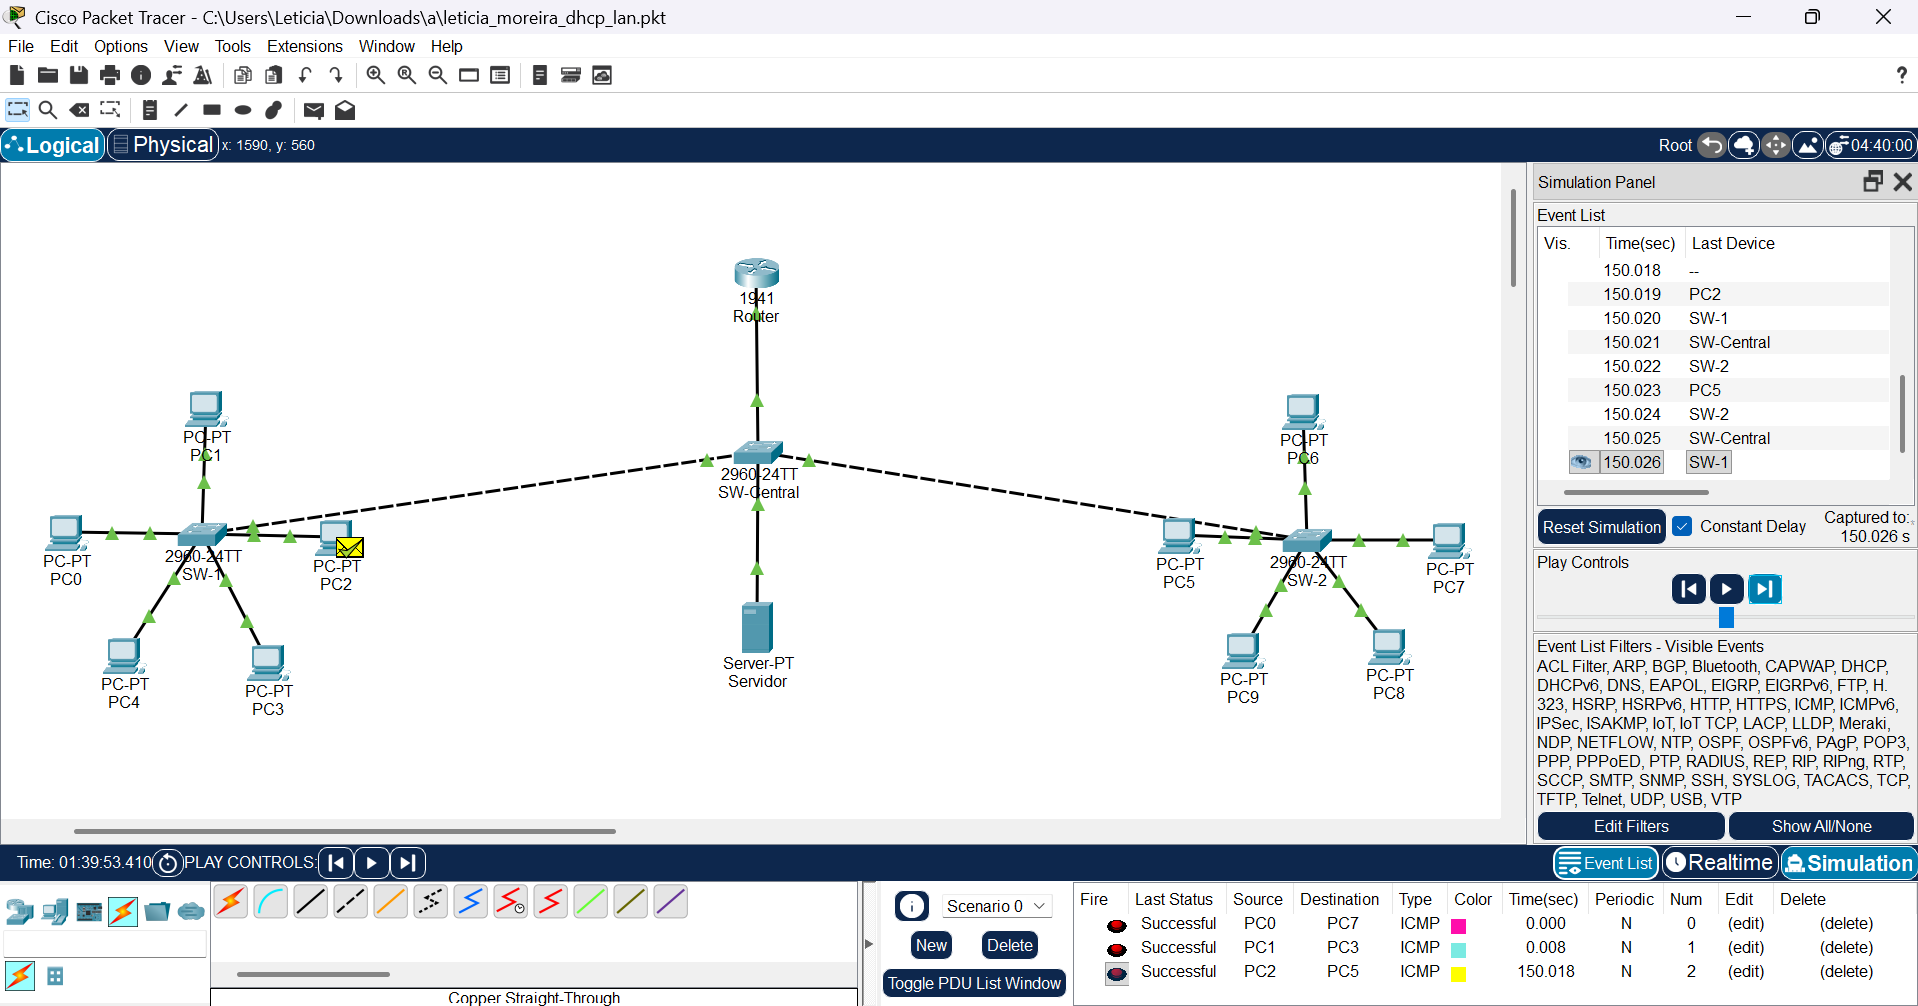 Cisco Packet Tracer - C:\Users\Leticia\Downloads\a\leticia_moreira_dhcp_lan.pkt
File Edit Options View Tools Extensions Window Help
?
Logical Physical x: 1590, y: 560
Root 04:40:00
1941
Router
PC-PT
PC1
PC-PT
PC0
2960-24TT
SW-1
PC-PT
PC2
PC-PT
PC4
PC-PT
PC3
2960-24TT
SW-Central
Server-PT
Servidor
PC-PT
PC6
PC-PT
PC5
2960-24TT
SW-2
PC-PT
PC7
PC-PT
PC9
PC-PT
PC8
Simulation Panel
Event List
Vis. Time(sec) Last Device
150.018 --
150.019 PC2
150.020 SW-1
150.021 SW-Central
150.022 SW-2
150.023 PC5
150.024 SW-2
150.025 SW-Central
150.026 SW-1
Reset Simulation Constant Delay Captured to:
150.026 s
Play Controls
Event List Filters - Visible Events
ACL Filter, ARP, BGP, Bluetooth, CAPWAP, DHCP,
DHCPv6, DNS, EAPOL, EIGRP, EIGRPv6, FTP, H.
323, HSRP, HSRPv6, HTTP, HTTPS, ICMP, ICMPv6,
IPSec, ISAKMP, IoT, IoT TCP, LACP, LLDP, Meraki,
NDP, NETFLOW, NTP, OSPF, OSPFv6, PAgP, POP3,
PPP, PPPoED, PTP, RADIUS, REP, RIP, RIPng, RTP,
SCCP, SMTP, SNMP, SSH, SYSLOG, TACACS, TCP,
TFTP, Telnet, UDP, USB, VTP
Edit Filters Show All/None
Time: 01:39:53.410 PLAY CONTROLS:
Event List Realtime Simulation
Copper Straight-Through
Scenario 0
New Delete
Toggle PDU List Window
Fire Last Status Source Destination Type Color Time(sec) Periodic Num Edit Delete
Successful PC0 PC7 ICMP 0.000 N 0 (edit) (delete)
Successful PC1 PC3 ICMP 0.008 N 1 (edit) (delete)
Successful PC2 PC5 ICMP 150.018 N 2 (edit) (delete)